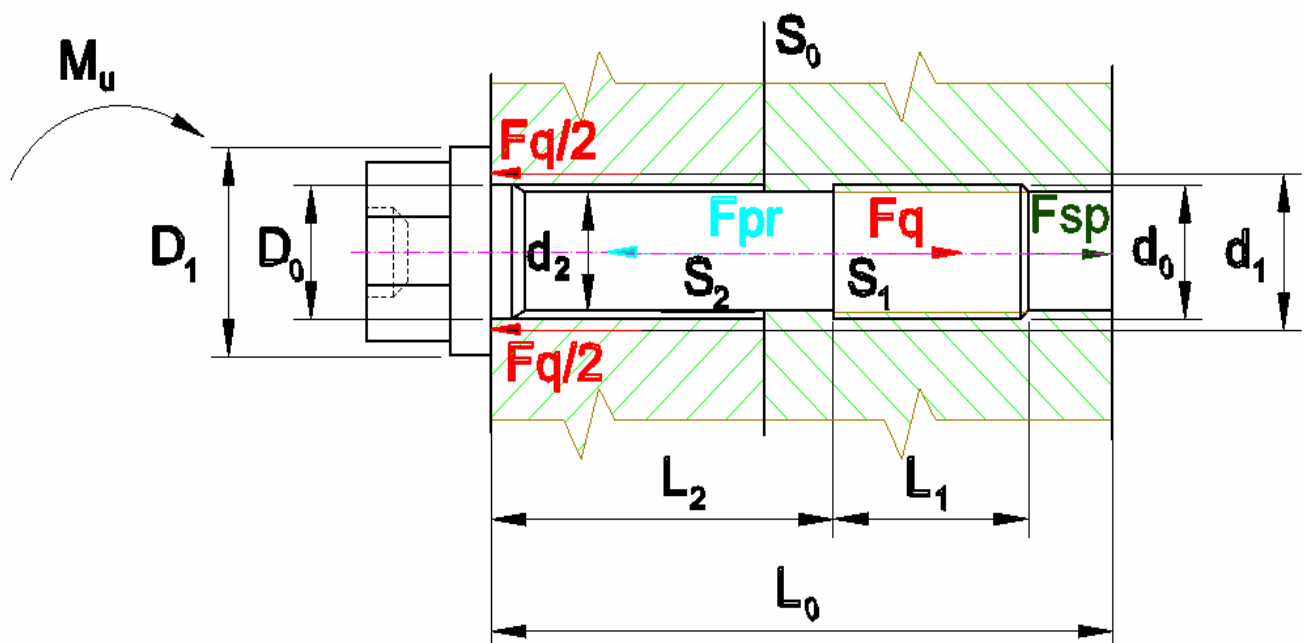 S₀
Mᵤ
Fq/2
D₁
D₀
d₂
Fpr
S₂
Fq
S₁
Fsp
d₀
d₁
Fq/2
L₂
L₁
L₀